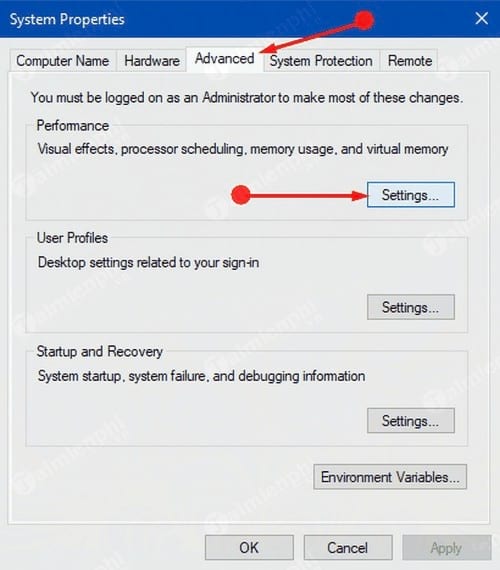 System Properties
Computer Name Hardware Advanced System Protection Remote
You must be logged on as an Administrator to make most of these changes.
Performance
Visual effects, processor scheduling, memory usage, and virtual memory
Settings...
User Profiles
Desktop settings related to your sign-in
Settings...
Startup and Recovery
System startup, system failure, and debugging information
Settings...
Environment Variables...
OK Cancel Apply